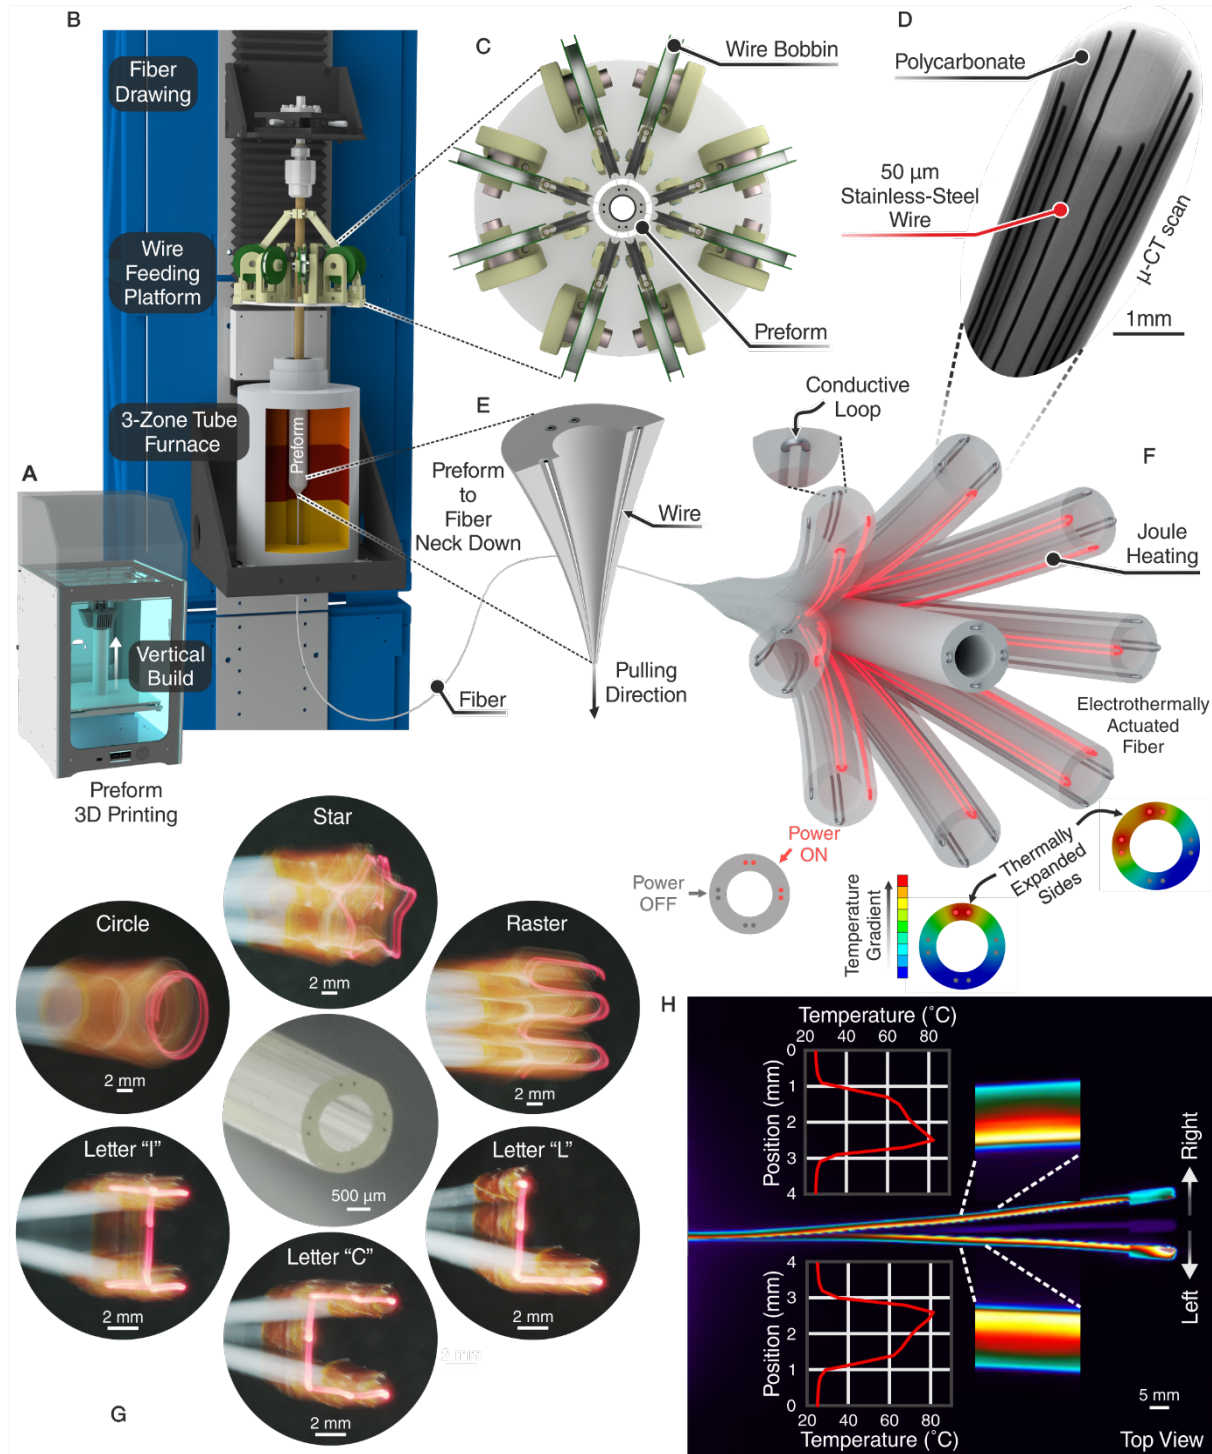 A
Vertical
Build
Preform
3D Printing
B
Fiber
Drawing
Wire
Feeding
Platform
3-Zone Tube
Furnace
Preform
Fiber
C
Wire Bobbin
Preform
D
Polycarbonate
50 µm
Stainless-Steel
Wire
µ-CT scan
1mm
E
Preform
to
Fiber
Neck Down
Wire
Pulling
Direction
F
Conductive
Loop
Joule
Heating
Electrothermally
Actuated
Fiber
Power
ON
Power
OFF
Temperature
Gradient
Thermally
Expanded
Sides
G
Star
2 mm
Circle
2 mm
Raster
2 mm
500 µm
Letter “I”
2 mm
Letter “L”
2 mm
Letter “C”
2 mm
2 mm
H
Temperature (˚C)
20 40 60 80
Position (mm)
0
1
2
3
4
Right
Left
Position (mm)
4
3
2
1
0
20 40 60 80
Temperature (˚C)
5 mm
Top View